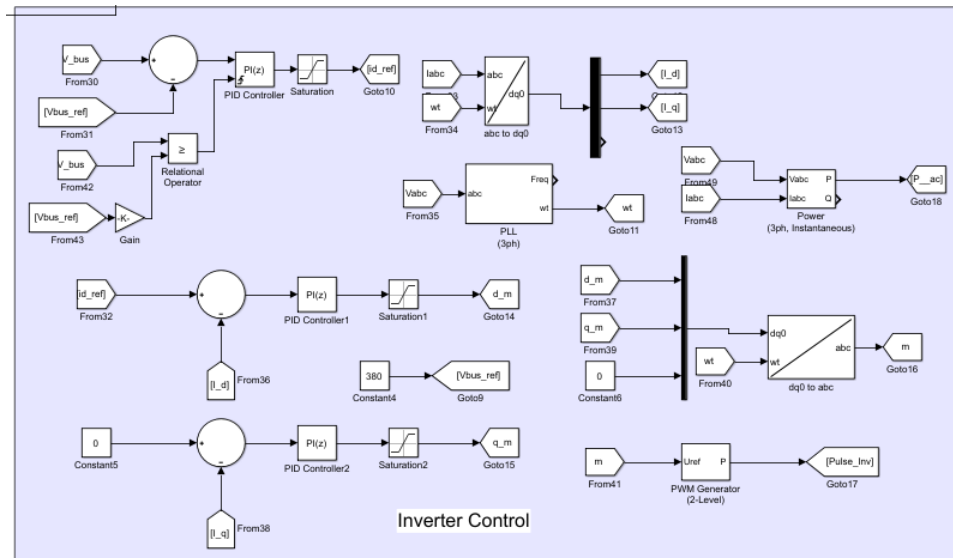 V_bus
From30
+
-
PI(z)
PID Controller
Saturation
[id_ref]
Goto10
[Vbus_ref]
From31
V_bus
From42
≥
Relational
Operator
[Vbus_ref]
From43
-K-
Gain
Iabc
wt
From34
abc
wt
dq0
abc to dq0
[I_d]
[I_q]
Goto13
Vabc
From35
abc
Freq
wt
PLL
(3ph)
wt
Goto11
Vabc
From49
Iabc
From48
Vabc
Iabc
P
Q
Power
(3ph, Instantaneous)
[P__ac]
Goto18
[id_ref]
From32
+
-
PI(z)
PID Controller1
Saturation1
d_m
Goto14
[I_d]
From36
380
Constant4
[Vbus_ref]
Goto9
0
Constant5
+
-
PI(z)
PID Controller2
Saturation2
q_m
Goto15
[I_q]
From38
d_m
From37
q_m
From39
0
Constant6
wt
From40
dq0
wt
abc
dq0 to abc
m
Goto16
m
From41
Uref
P
PWM Generator
(2-Level)
[Pulse_Inv]
Goto17
Inverter Control